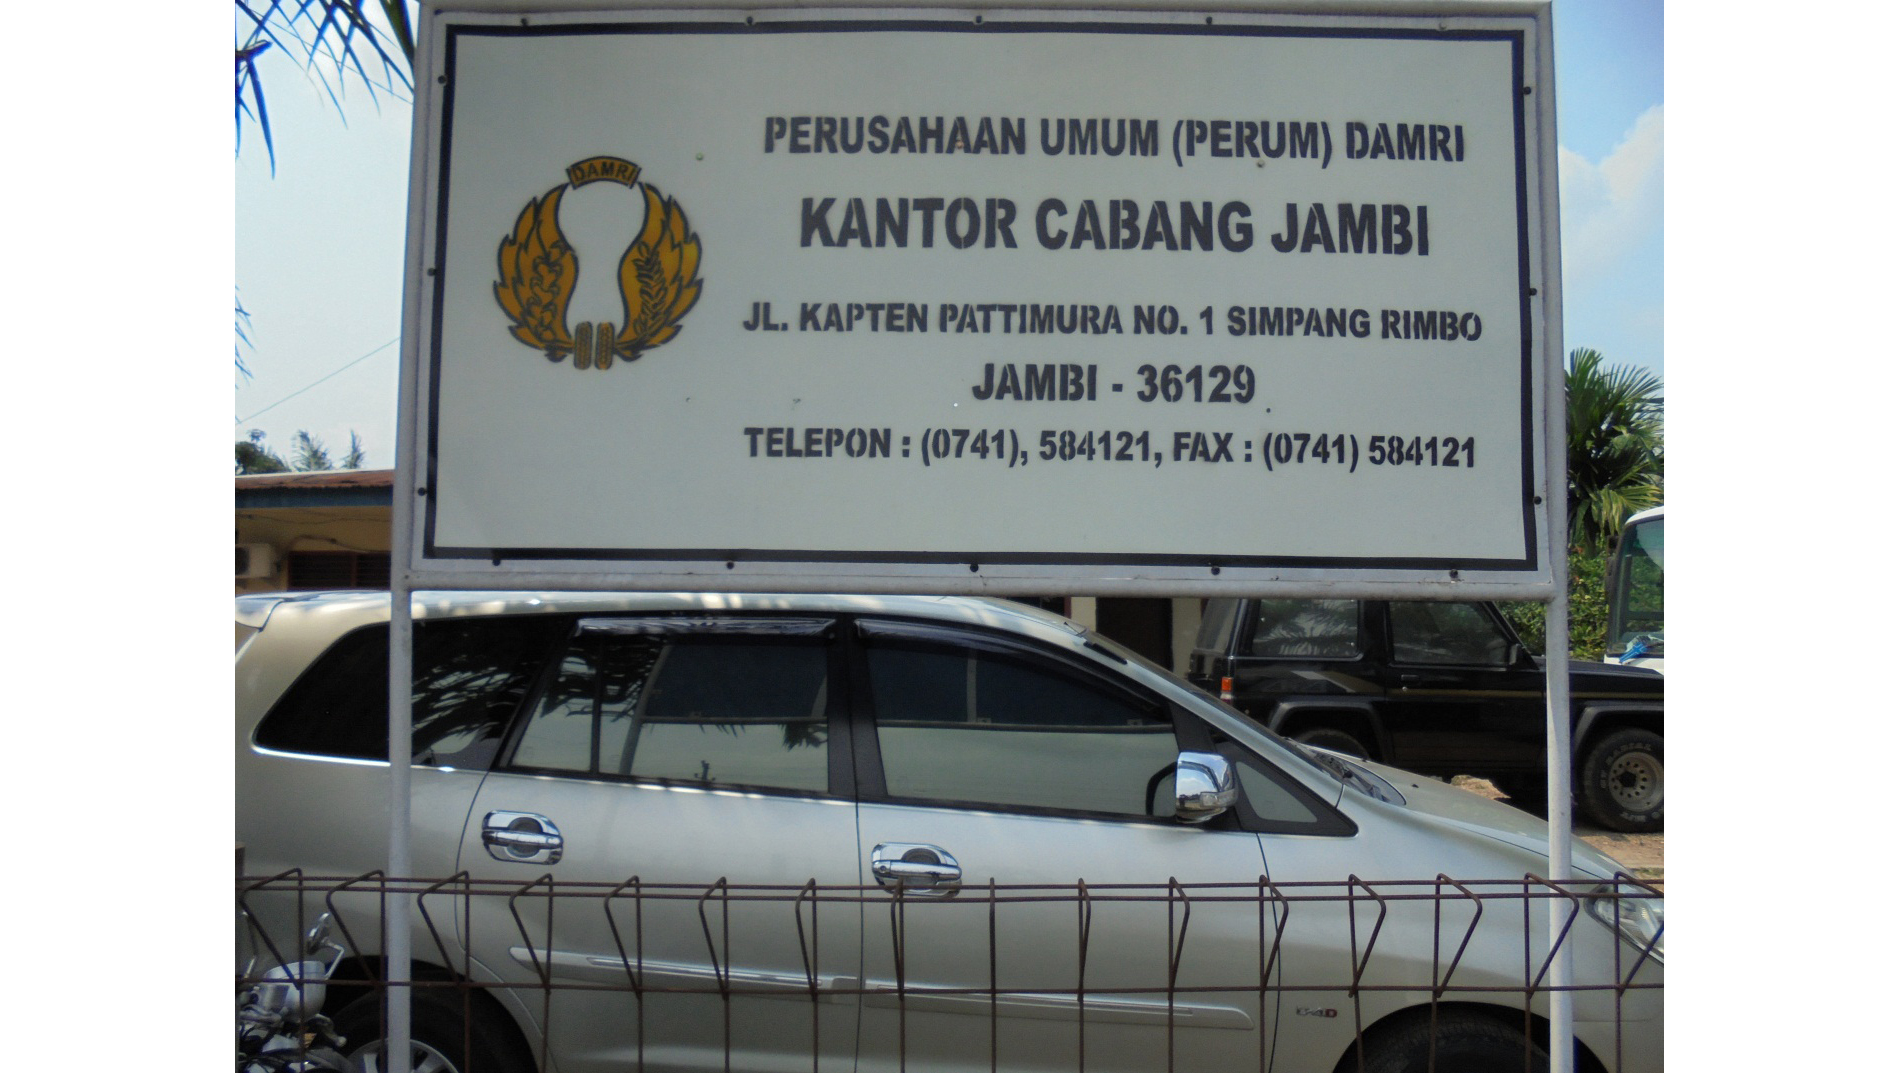 DAMRI
PERUSAHAAN UMUM (PERUM) DAMRI
KANTOR CABANG JAMBI
JL. KAPTEN PATTIMURA NO. 1 SIMPANG RIMBO
JAMBI - 36129
TELEPON : (0741), 584121, FAX : (0741) 584121